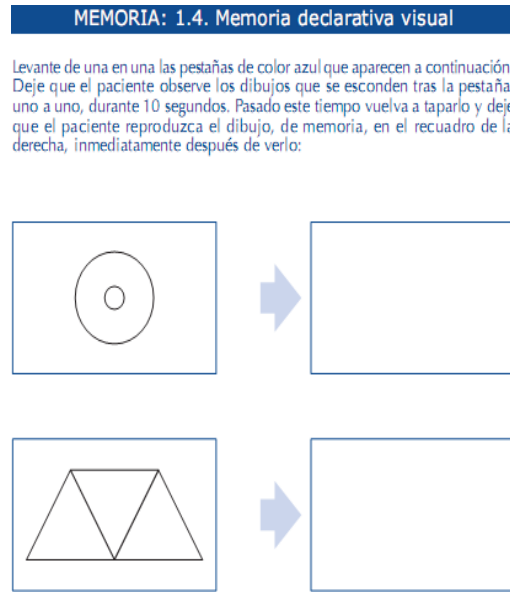 MEMORIA: 1.4. Memoria declarativa visual
Levante de una en una las pestañas de color azul que aparecen a continuación
Deje que el paciente observe los dibujos que se esconden tras la pestaña
uno a uno, durante 10 segundos. Pasado este tiempo vuelva a taparlo y deje
que el paciente reproduzca el dibujo, de memoria, en el recuadro de la
derecha, inmediatamente después de verlo: